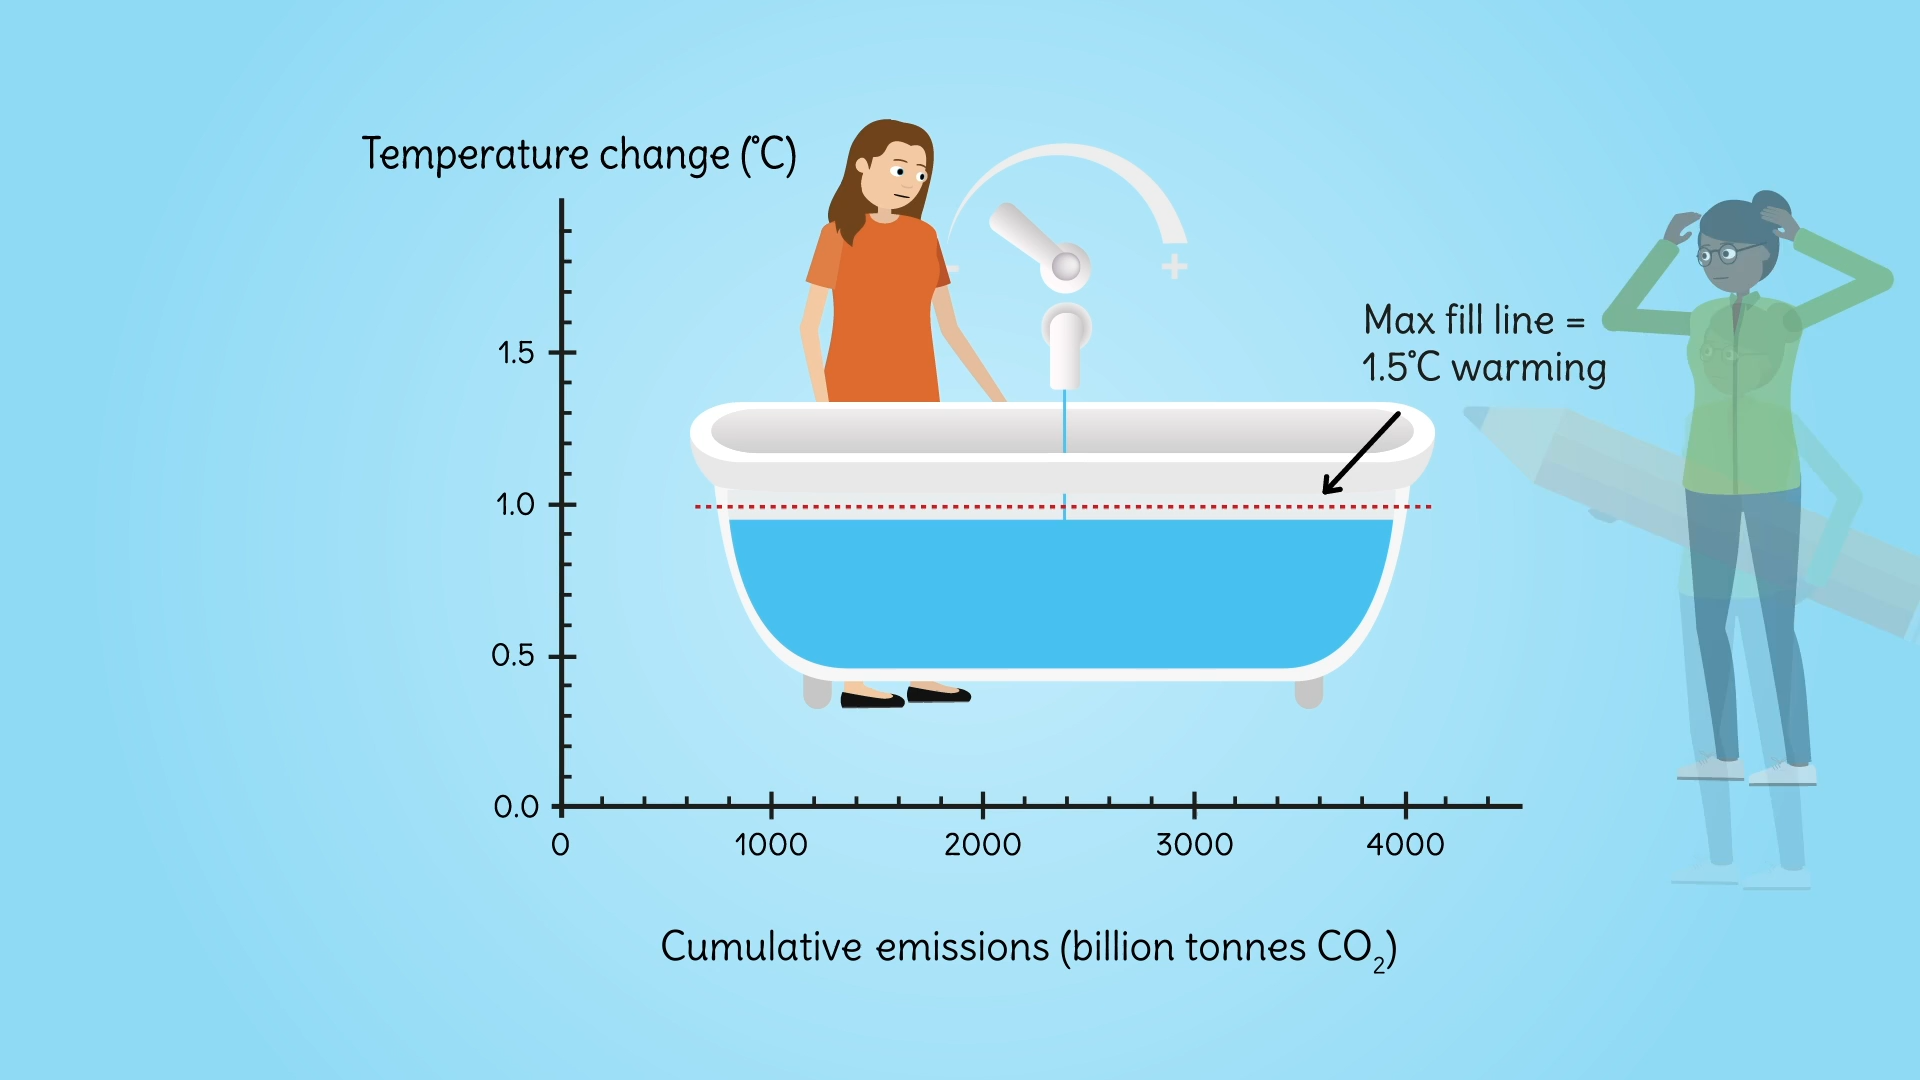 Temperature change (°C)
Max fill line =
1.5°C warming
1.5
1.0
0.5
0.0
0 1000 2000 3000 4000
Cumulative emissions (billion tonnes CO₂)
- +